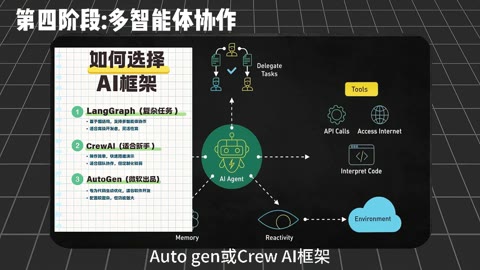 第四阶段:多智能体协作
如何选择
AI框架
1 LangGraph(复杂任务)
2 CrewAI(适合新手)
3 AutoGen(微软出品)
Delegate
Tasks
Tools
API Calls
Access Internet
Interpret Code
AI Agent
Memory
Reactivity
Environment
Auto gen或Crew AI框架